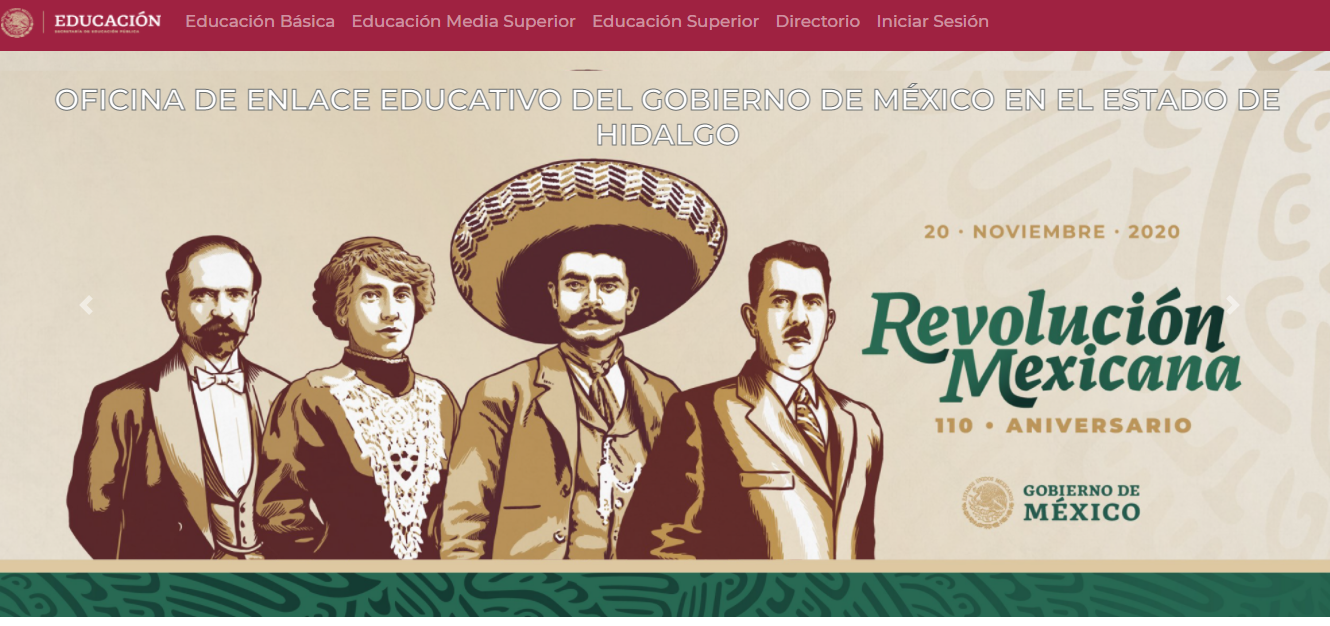 EDUCACIÓN
SECRETARÍA DE EDUCACIÓN PÚBLICA
Educación Básica Educación Media Superior Educación Superior Directorio Iniciar Sesión
OFICINA DE ENLACE EDUCATIVO DEL GOBIERNO DE MÉXICO EN EL ESTADO DE
HIDALGO
20 · NOVIEMBRE · 2020
Revolución
Mexicana
110 • ANIVERSARIO
GOBIERNO DE
MÉXICO